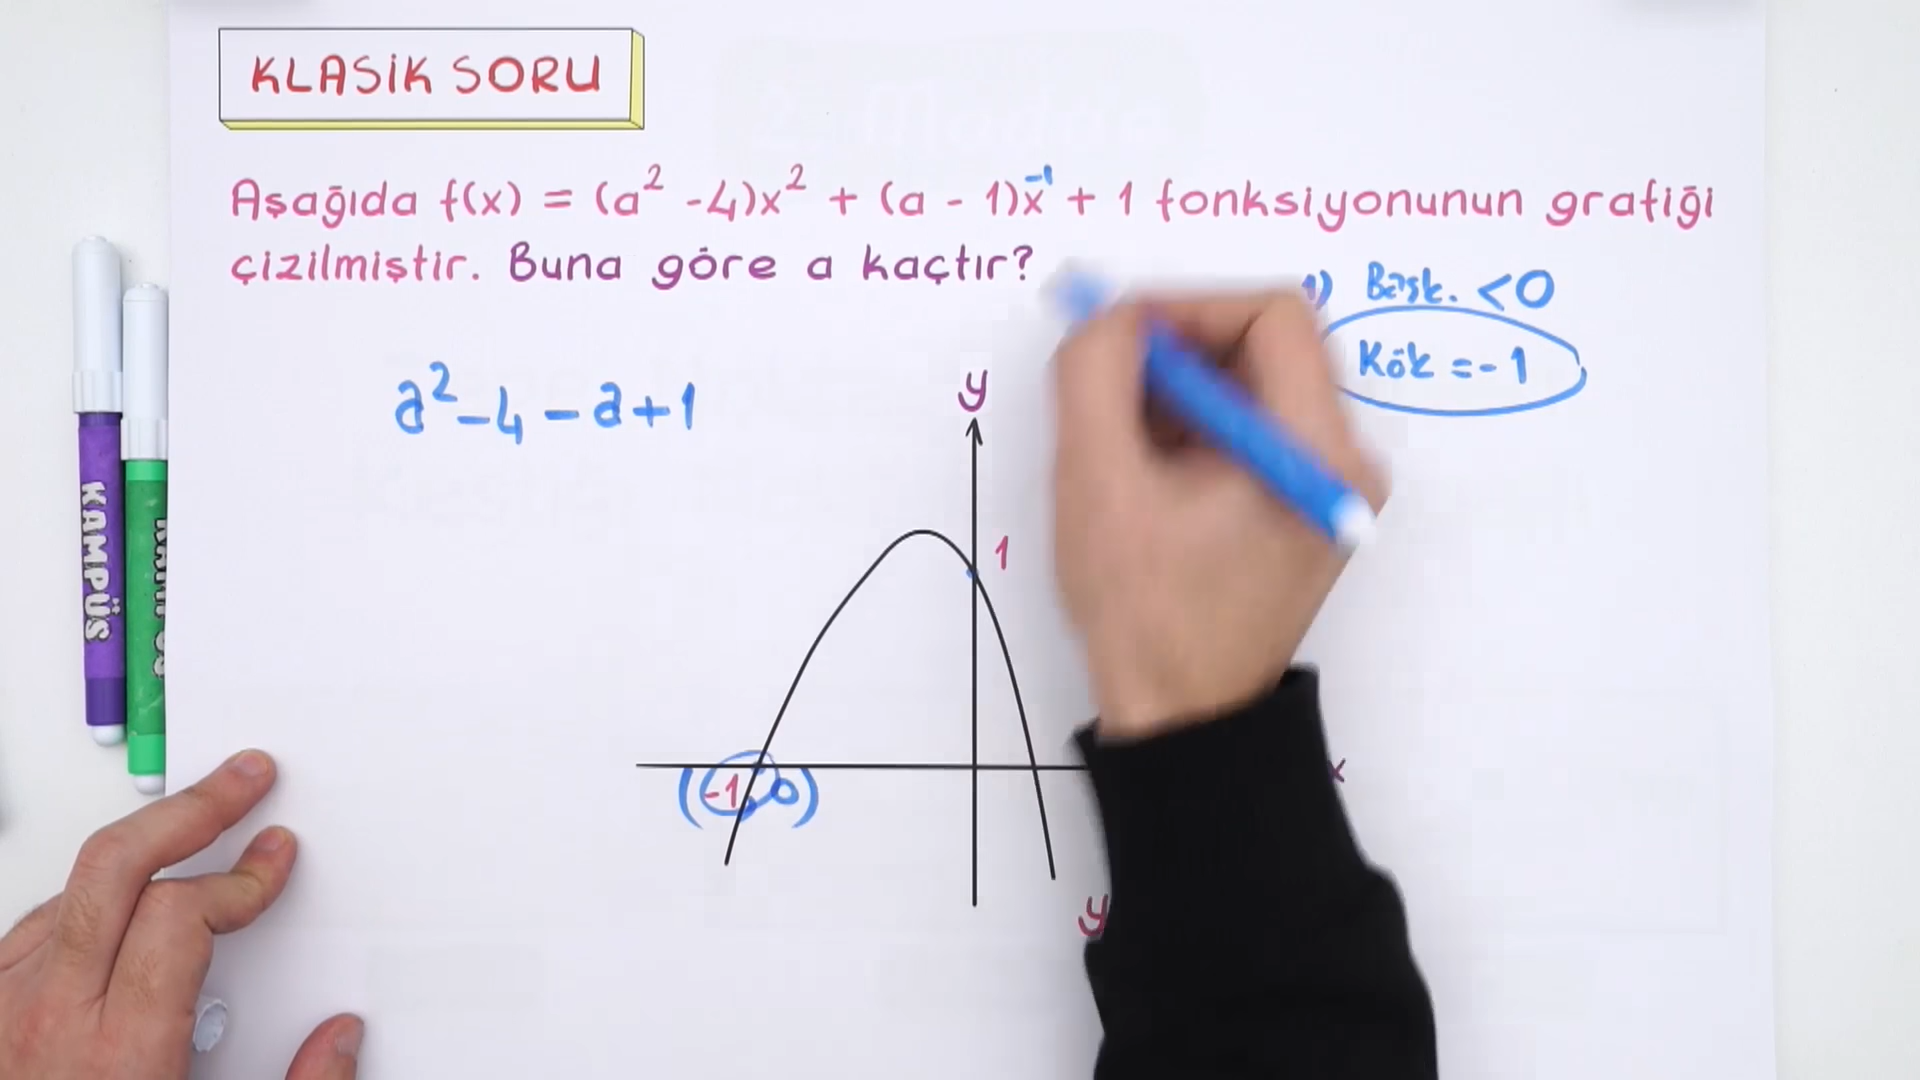 KLASİK SORU
Aşağıda f(x) = (a² - 4)x² + (a - 1)x + 1 fonksiyonunun grafiği
-1
çizilmiştir. Buna göre a kaçtır?
1) Başk. < 0
Kök = -1
a² - 4 - a + 1
y
1
(-1, 0)
x
y
KAMPÜS